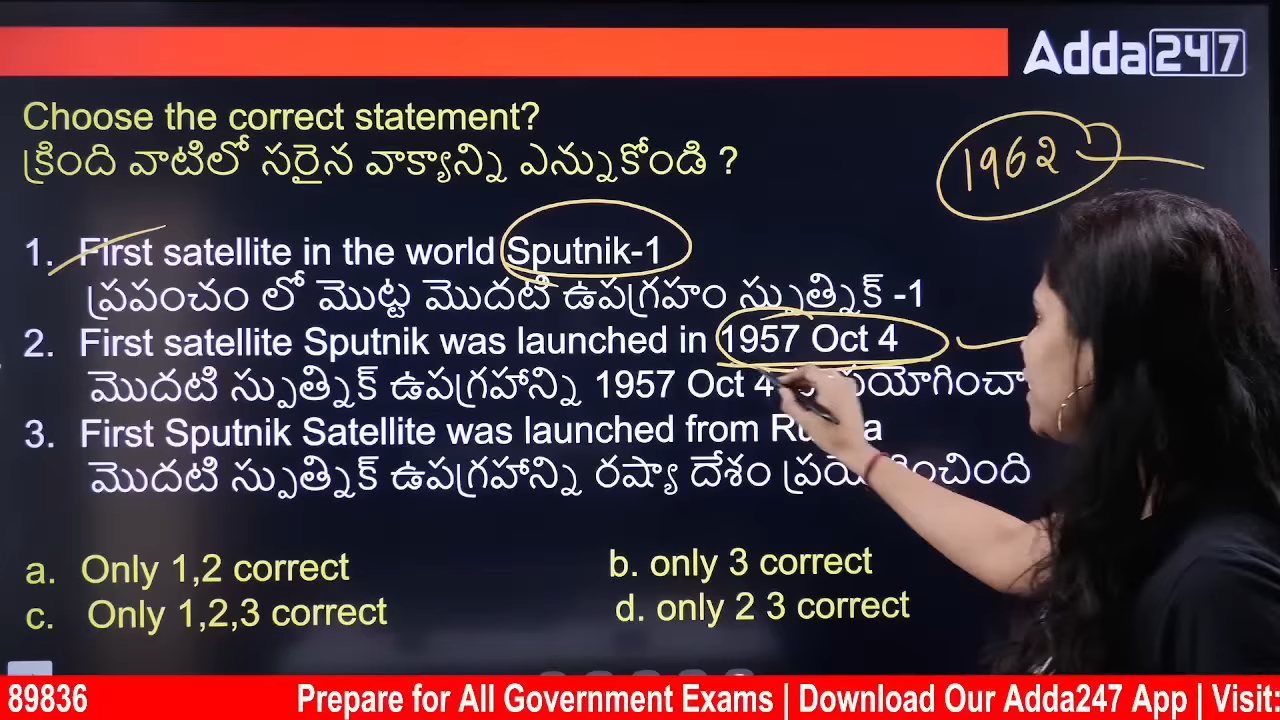 Adda247
Choose the correct statement?
క్రింది వాటిలో సరైన వాక్యాన్ని ఎన్నుకోండి ?
1962
1. First satellite in the world Sputnik-1
ప్రపంచం లో మొట్ట మొదటి ఉపగ్రహం స్పుత్నిక్ -1
2. First satellite Sputnik was launched in 1957 Oct 4
మొదటి స్పుత్నిక్ ఉపగ్రహాన్ని 1957 Oct 4
3. First Sputnik Satellite was launched from
మొదటి స్పుత్నిక్ ఉపగ్రహాన్ని రష్యా దేశం
a. Only 1,2 correct
b. only 3 correct
c. Only 1,2,3 correct
d. only 2 3 correct
89836 Prepare for All Government Exams | Download Our Adda247 App | Visit: